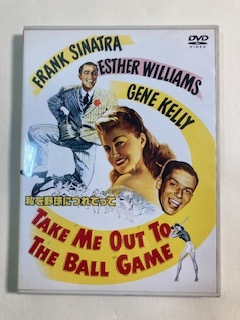 DVD
VIDEO
FRANK SINATRA
ESTHER WILLIAMS
GENE KELLY
私を野球につれてって
TAKE ME OUT TO
THE BALL GAME